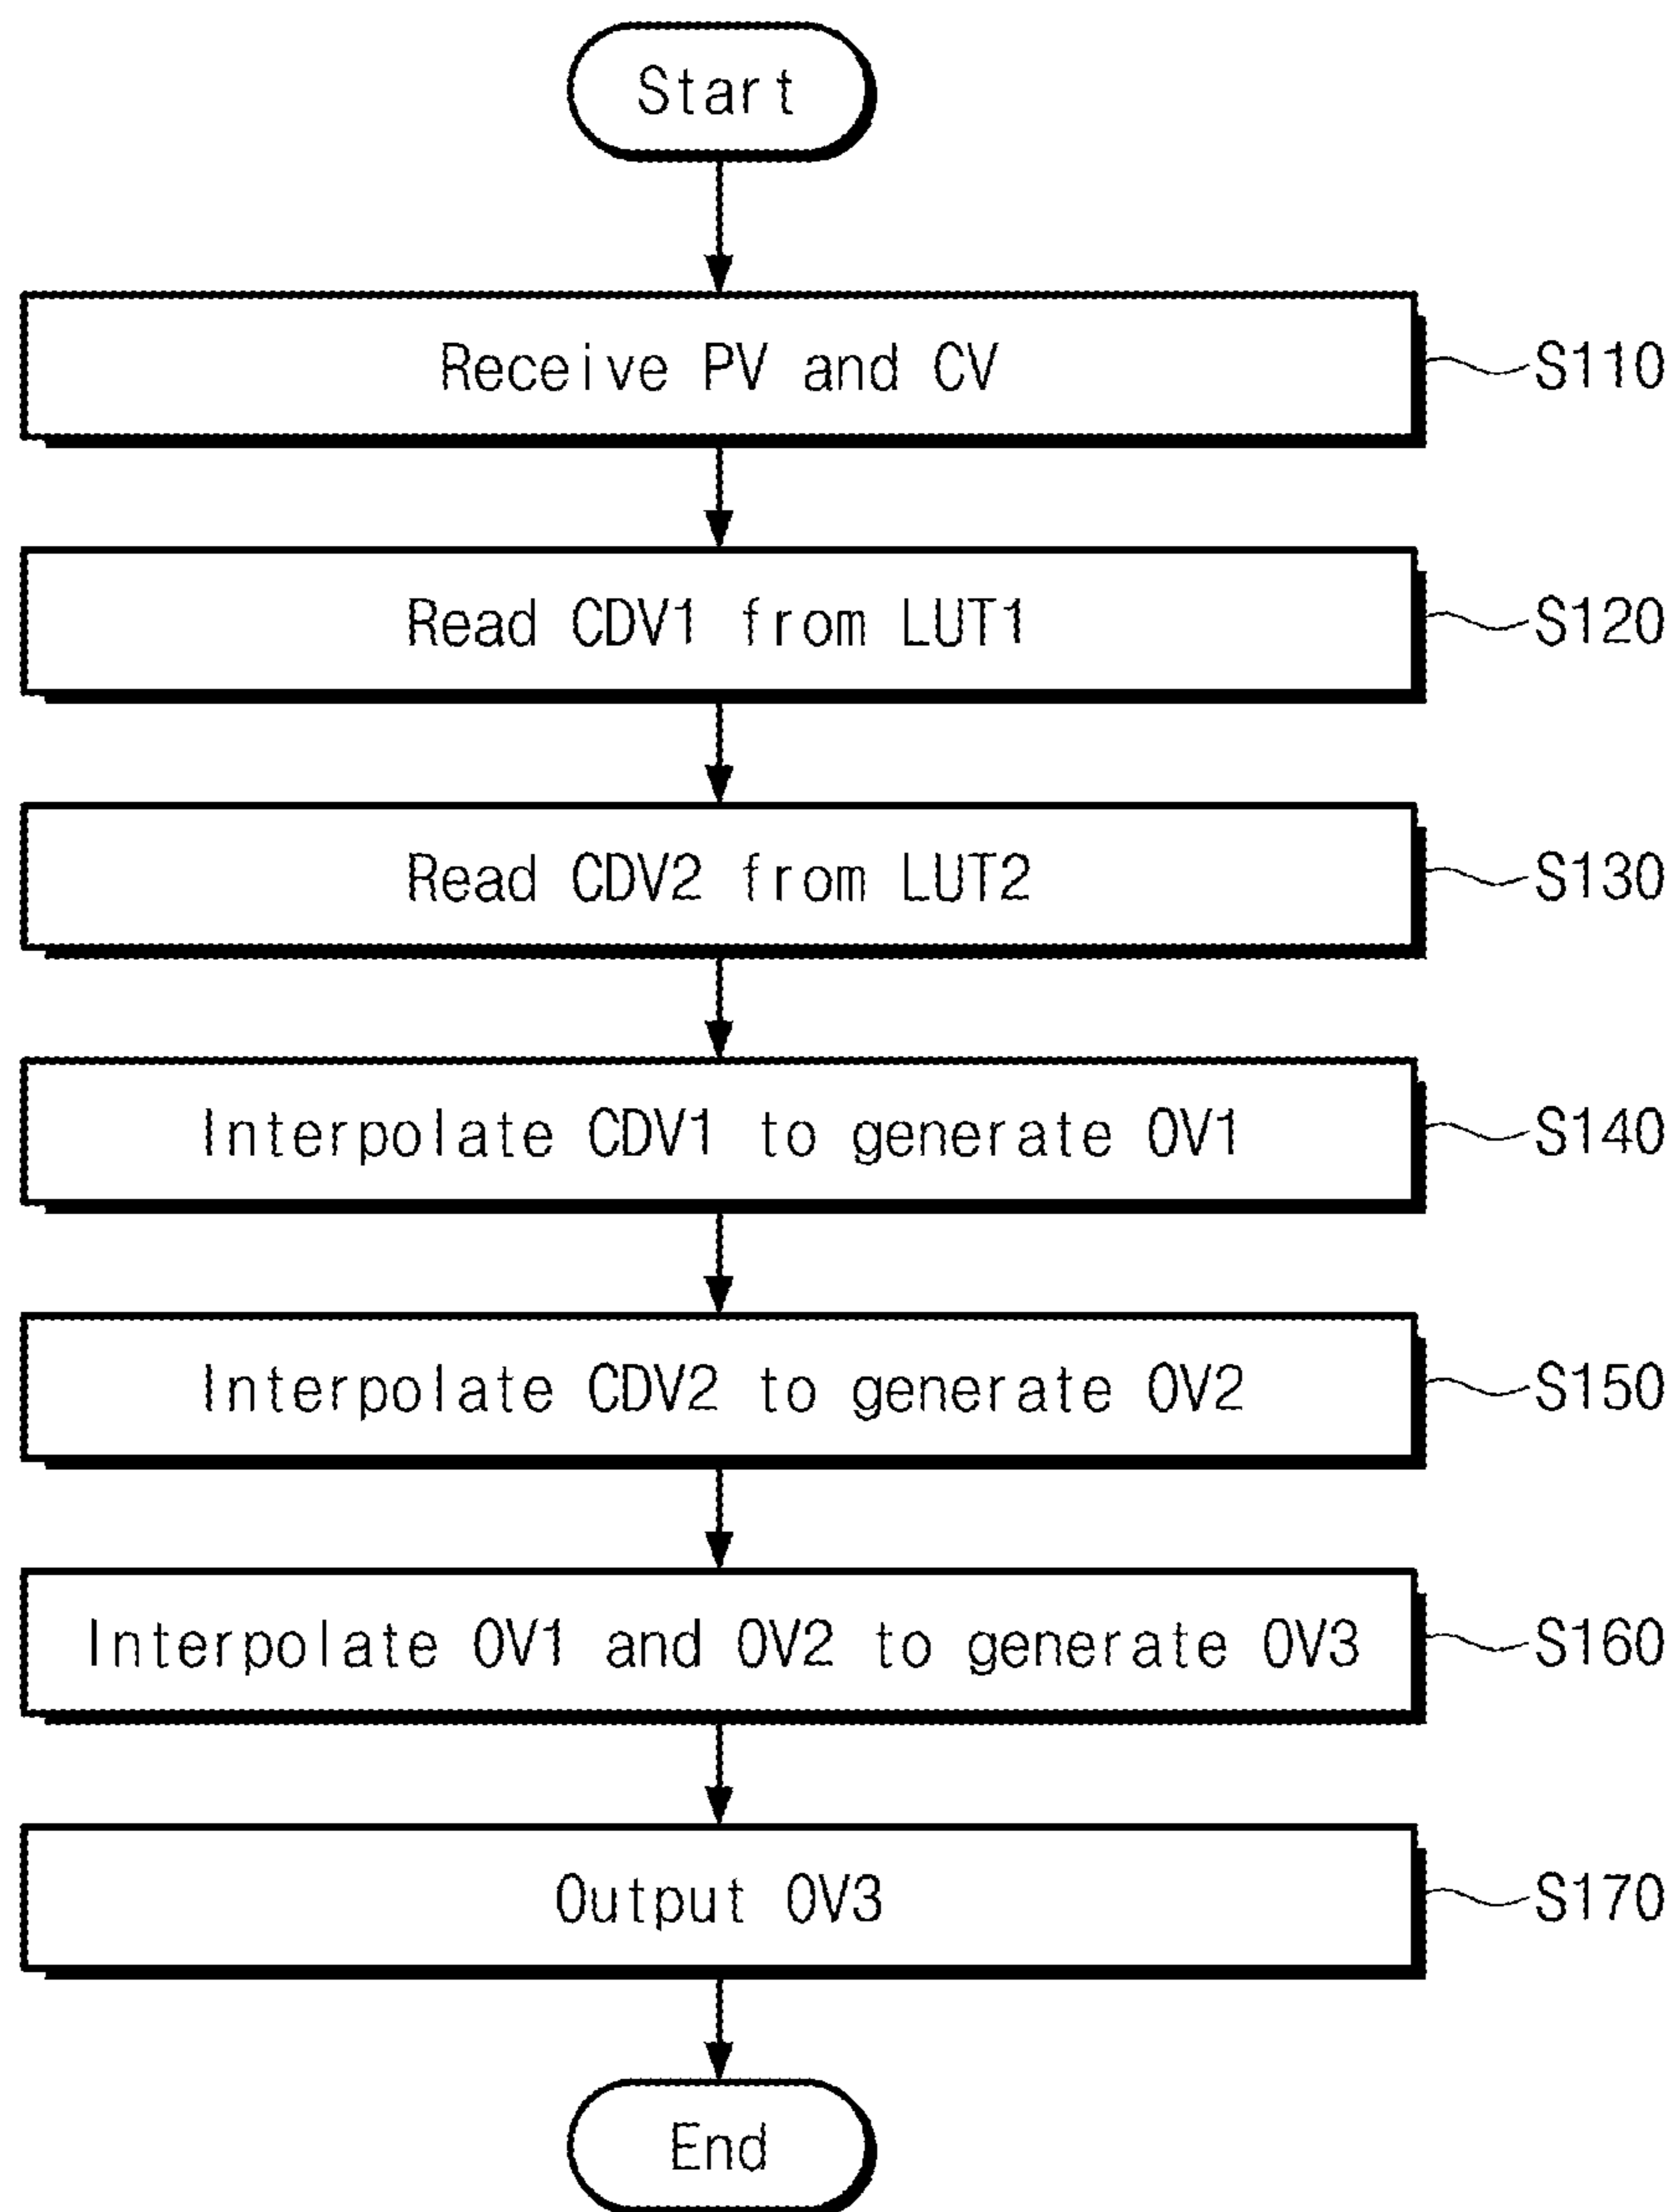 Start
Receive PV and CV
S110
Read CDV1 from LUT1
S120
Read CDV2 from LUT2
S130
Interpolate CDV1 to generate OV1
S140
Interpolate CDV2 to generate OV2
S150
Interpolate OV1 and OV2 to generate OV3
S160
Output OV3
S170
End